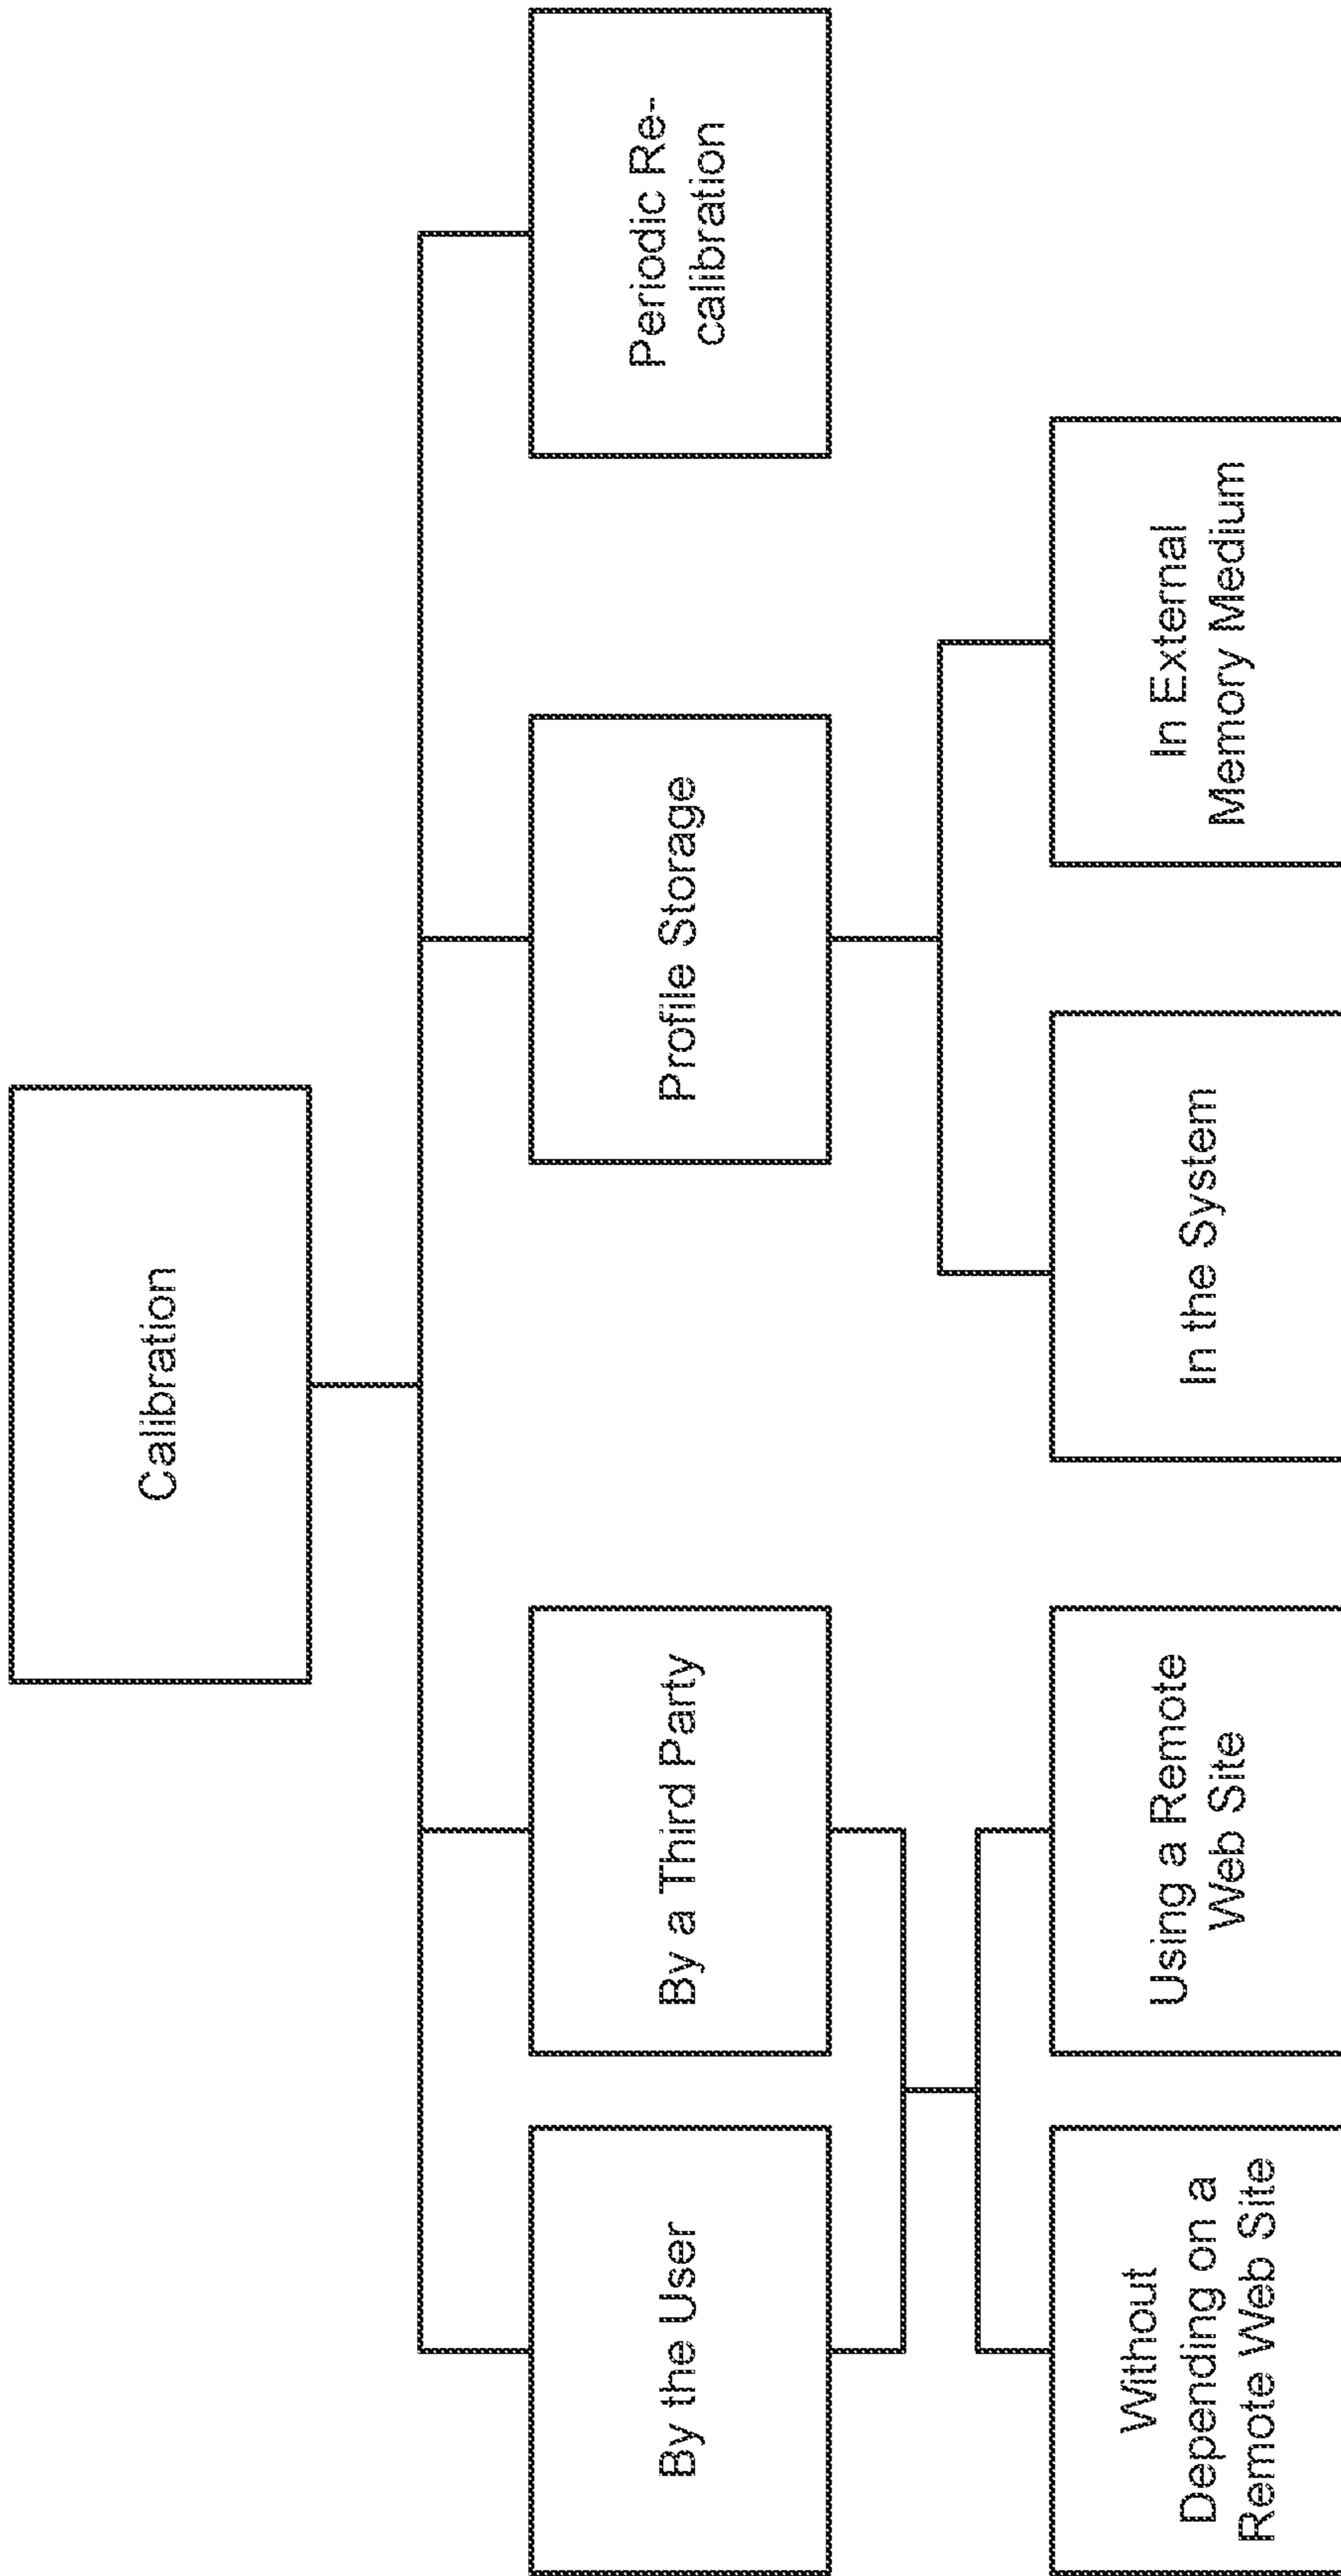 Calibration
By the User
By a Third Party
Profile Storage
Periodic Re-
calibration
Without
Depending on a
Remote Web Site
Using a Remote
Web Site
In the System
In External
Memory Medium